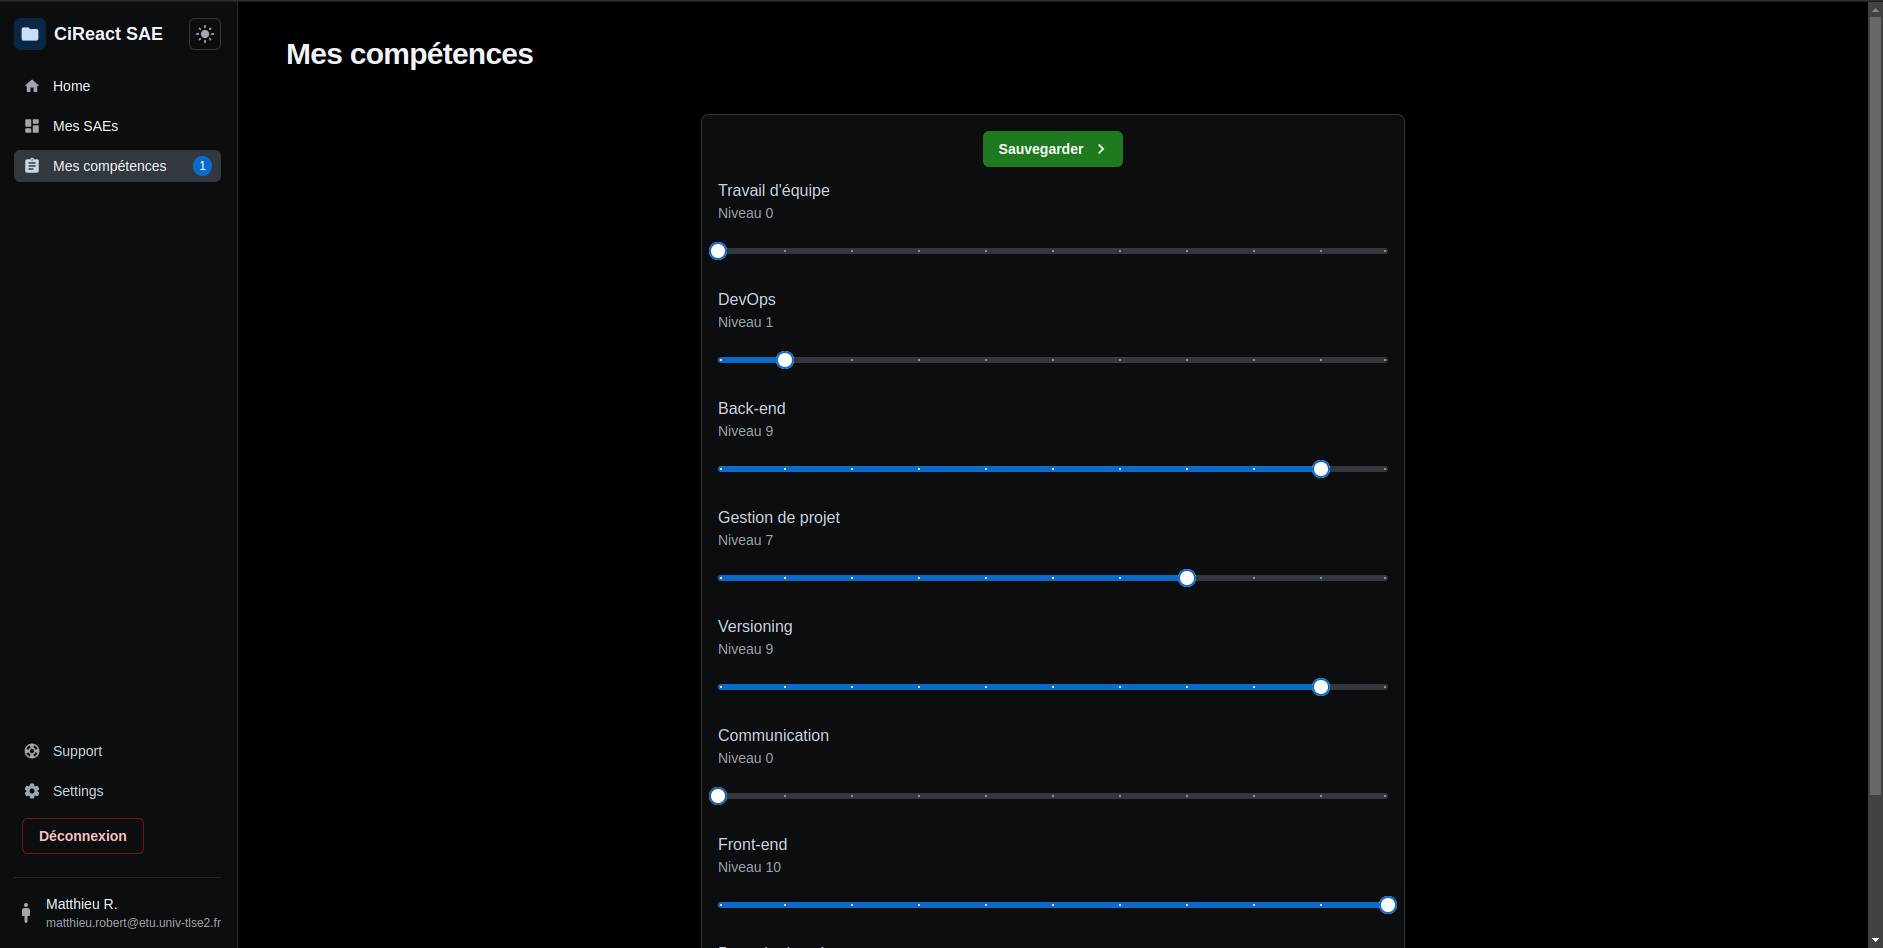 CiReact SAE
Home
Mes SAEs
Mes compétences 1
Support
Settings
Déconnexion
Matthieu R.
matthieu.robert@etu.univ-tlse2.fr
Mes compétences
Sauvegarder
Travail d'équipe
Niveau 0
DevOps
Niveau 1
Back-end
Niveau 9
Gestion de projet
Niveau 7
Versioning
Niveau 9
Communication
Niveau 0
Front-end
Niveau 10